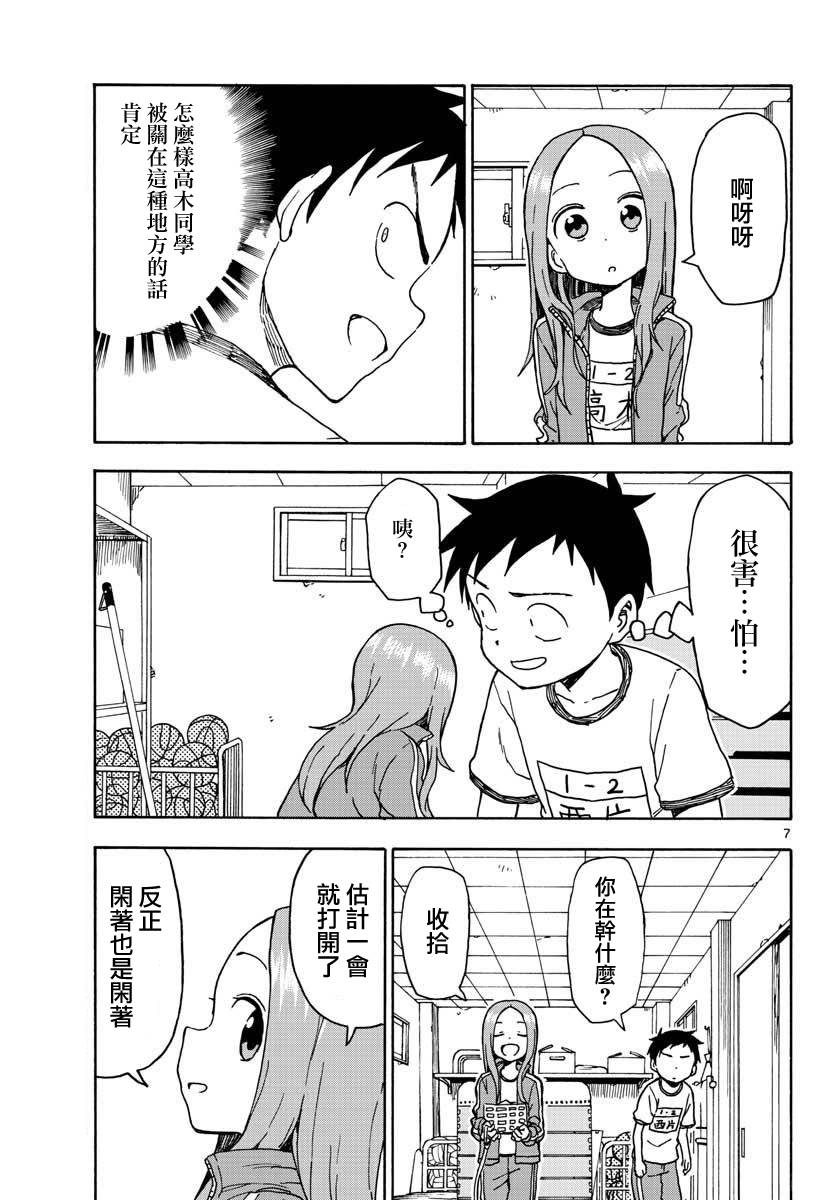 啊呀呀
1-2
高木
怎麼樣高木同學
被關在這種地方的話
肯定
很害…怕…
咦？
1-2
西片
7
你在幹什麼？
收拾
1-2
西片
估計一會
就打開了
反正
閑著也是閑著